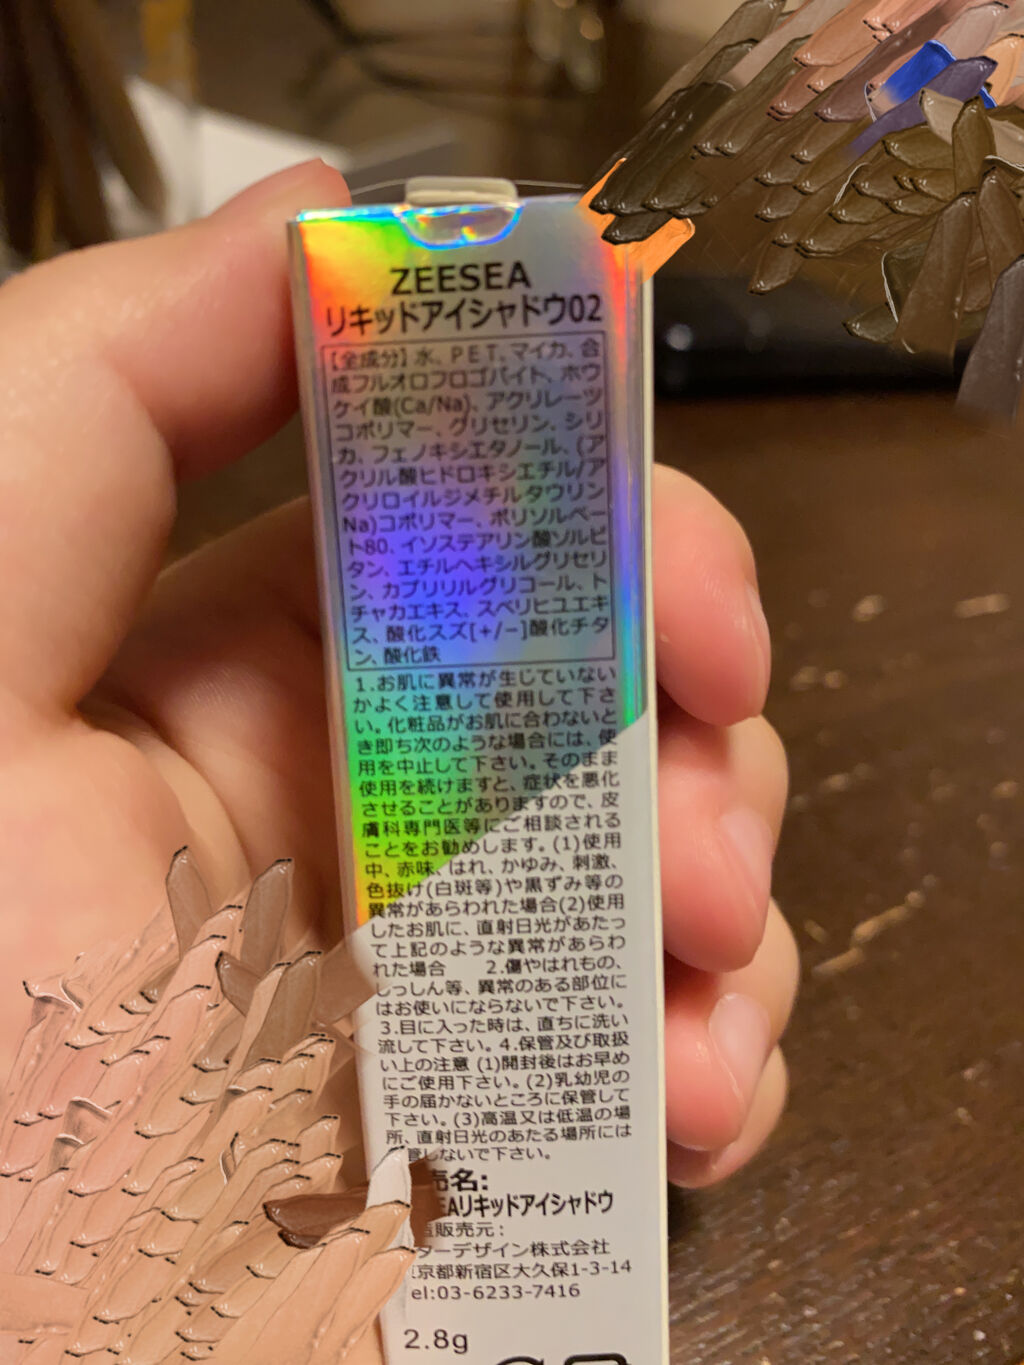 ZEESEA
リキッドアイシャドウ02
【全成分】水、PET、マイカ、合
成フルオロフロゴパイト、ホウ
ケイ酸(Ca/Na)、アクリレーツ
コポリマー、グリセリン、シリ
カ、フェノキシエタノール、(ア
クリル酸ヒドロキシエチル/ア
クリロイルジメチルタウリン
Na)コポリマー、ポリソルベー
ト80、イソステアリン酸ソルビ
タン、エチルヘキシルグリセリ
ン、カプリリルグリコール、ト
チャカエキス、スベリヒユエキ
ス、酸化スズ[+/−]酸化チタ
ン、酸化鉄
1.お肌に異常が生じていない
かよく注意して使用して下さ
い。化粧品がお肌に合わないと
き即ち次のような場合には、使
用を中止して下さい。そのまま
使用を続けますと、症状を悪化
させることがありますので、皮
膚科専門医等にご相談される
ことをお勧めします。(1)使用
中、赤味、はれ、かゆみ、刺激、
色抜け(白斑等)や黒ずみ等の
異常があらわれた場合(2)使用
したお肌に、直射日光があたっ
て上記のような異常があらわ
れた場合 2.傷やはれもの、
しっしん等、異常のある部位に
はお使いにならないで下さい。
3.目に入った時は、直ちに洗い
流して下さい。4.保管及び取扱
い上の注意 (1)開封後はお早め
にご使用下さい。(2)乳幼児の
手の届かないところに保管して
下さい。(3)高温又は低温の場
所、直射日光のあたる場所には
管しないで下さい。
売名:
EAリキッドアイシャドウ
造販売元:
ターデザイン株式会社
京都新宿区大久保1-3-14
el:03-6233-7416
2.8g